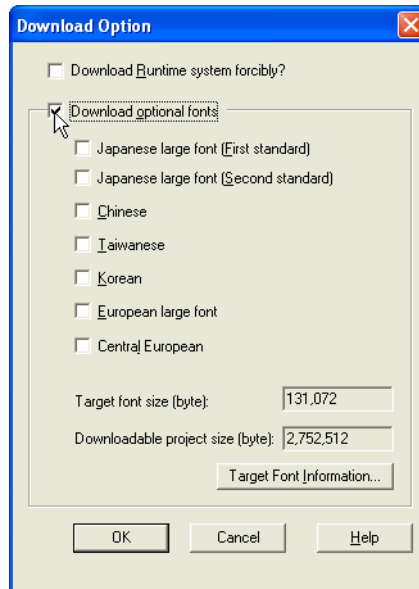 Download Option
Download Runtime system forcibly?
Download optional fonts
Japanese large font (First standard)
Japanese large font (Second standard)
Chinese
Taiwanese
Korean
European large font
Central European
Target font size (byte): 131,072
Downloadable project size (byte): 2,752,512
Target Font Information...
OK Cancel Help